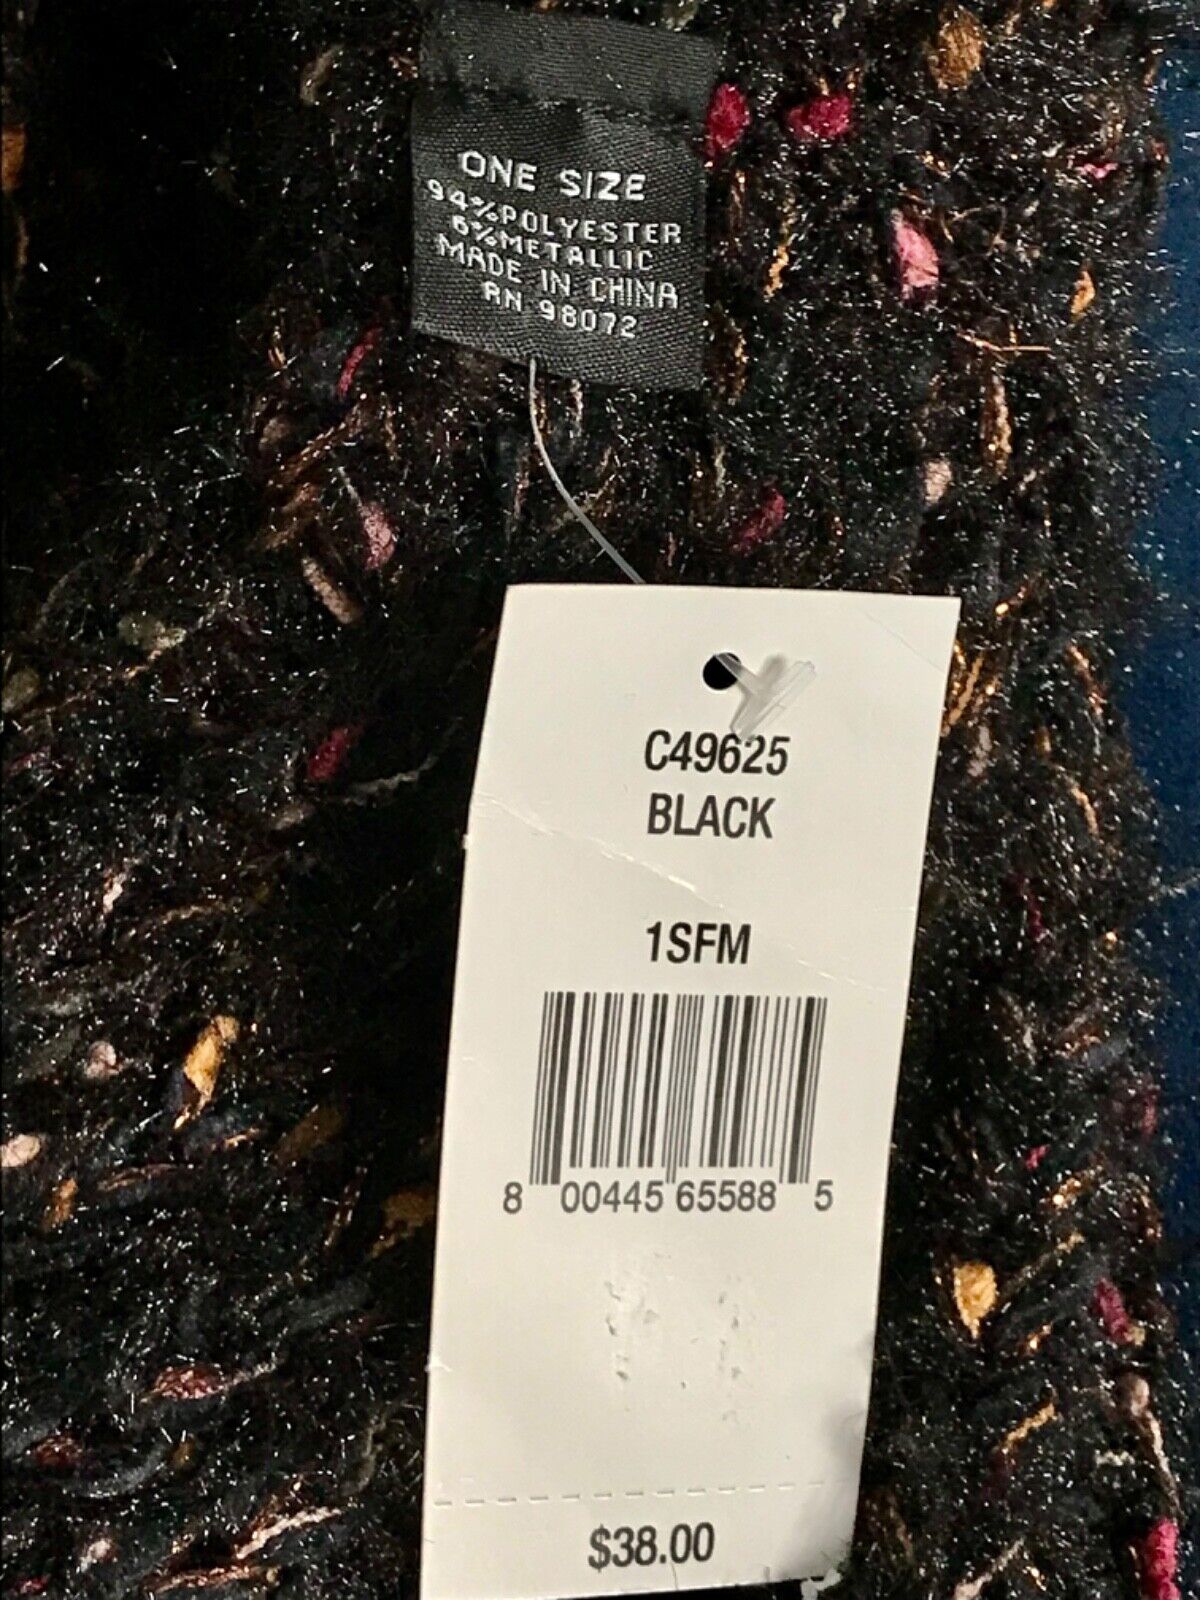 ONE SIZE
94%POLYESTER
6%METALLIC
MADE IN CHINA
RN 98072
C49625
BLACK
1SFM
8 00445 65588 5
$38.00